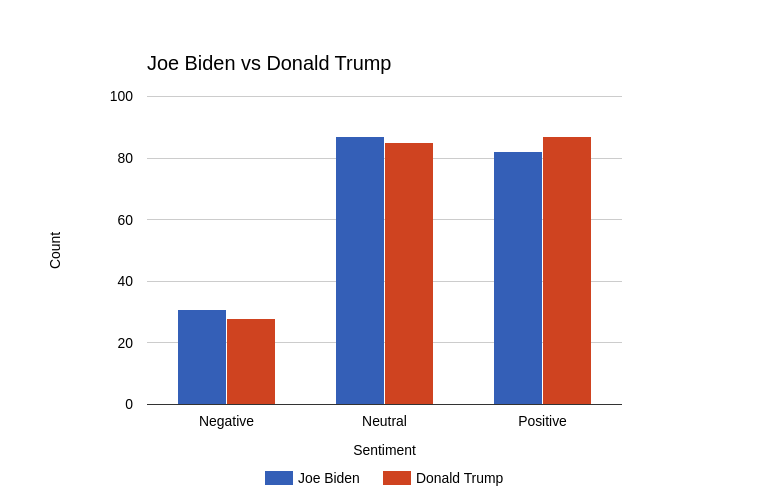 Joe Biden vs Donald Trump
100
80
60
40
20
0
Count
Negative Neutral Positive
Sentiment
Joe Biden Donald Trump